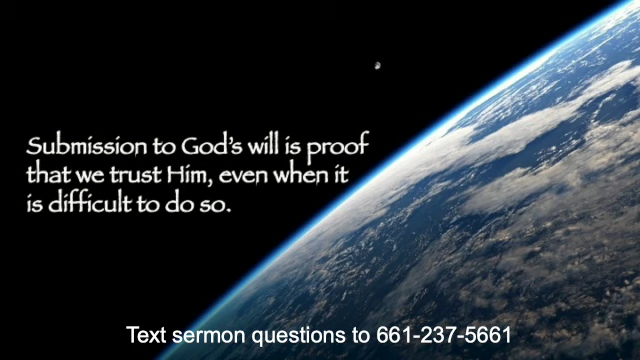 Submission to God's will is proof
that we trust Him, even when it
is difficult to do so.
Text sermon questions to 661-237-5661